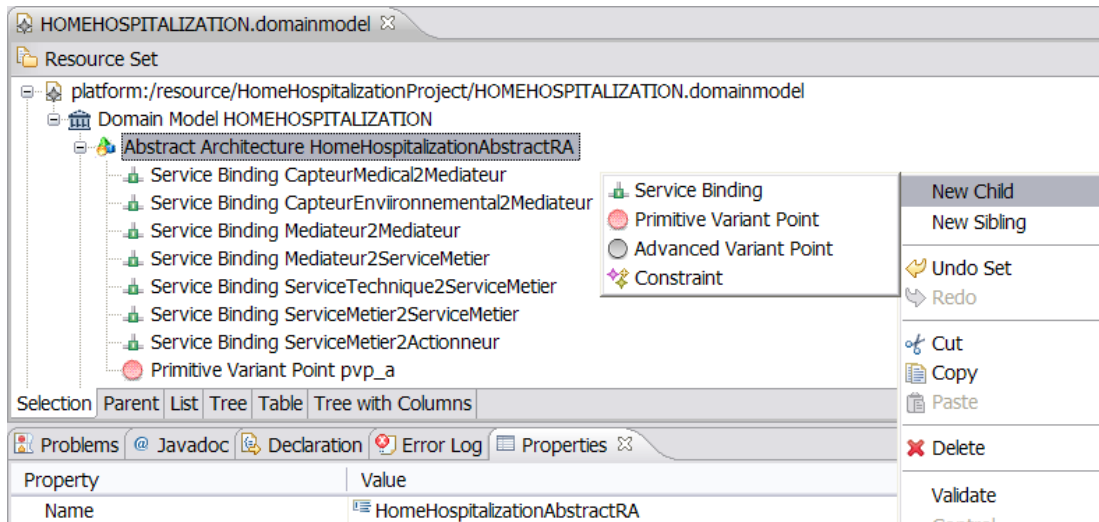 HOMEHOSPITALIZATION.domainmodel
Resource Set
platform:/resource/HomeHospitalizationProject/HOMEHOSPITALIZATION.domainmodel
Domain Model HOMEHOSPITALIZATION
Abstract Architecture HomeHospitalizationAbstractRA
Service Binding CapteurMedical2Mediateur
Service Binding CapteurEnviironnemental2Mediateur
Service Binding Mediateur2Mediateur
Service Binding Mediateur2ServiceMetier
Service Binding ServiceTechnique2ServiceMetier
Service Binding ServiceMetier2ServiceMetier
Service Binding ServiceMetier2Actionneur
Primitive Variant Point pvp_a
Service Binding
Primitive Variant Point
Advanced Variant Point
Constraint
New Child
New Sibling
Undo Set
Redo
Cut
Copy
Paste
Delete
Validate
Control
Selection Parent List Tree Table Tree with Columns
Problems @ Javadoc Declaration Error Log Properties
Property Value
Name HomeHospitalizationAbstractRA